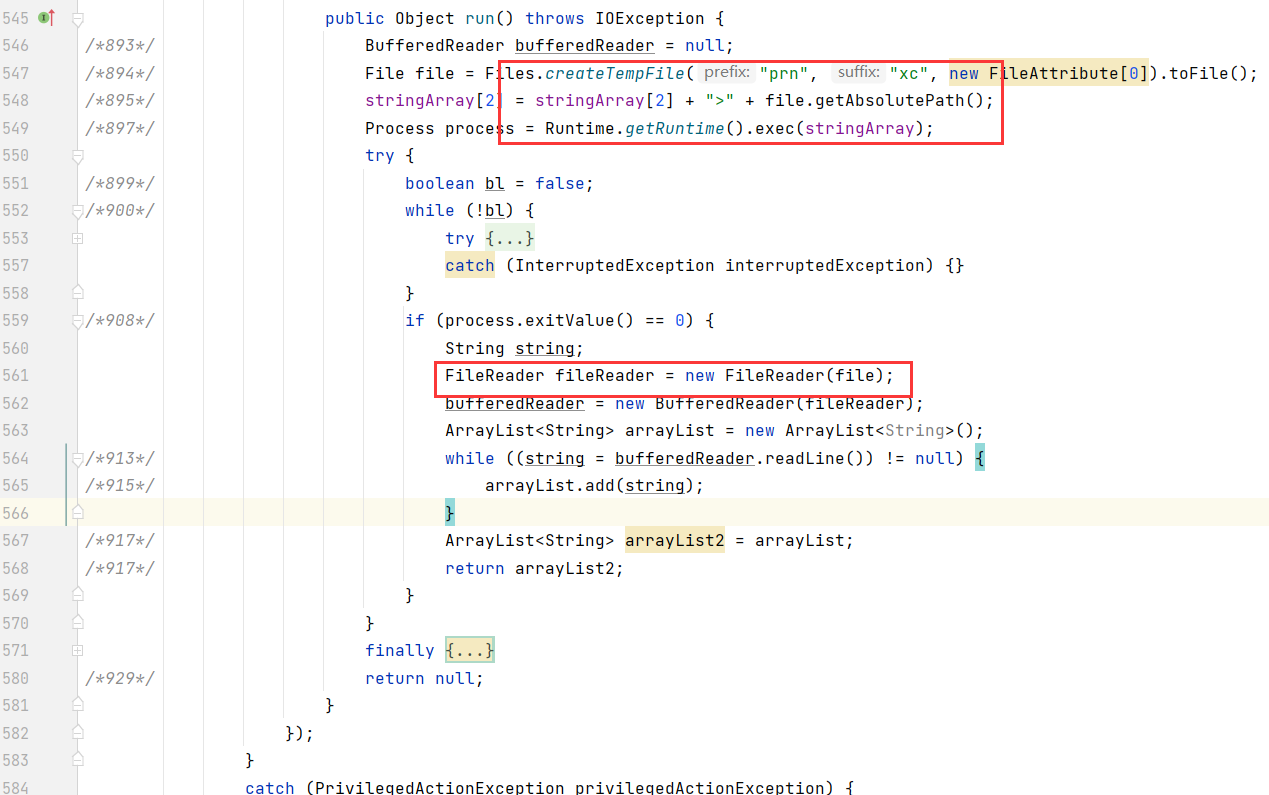 545 public Object run() throws IOException {
546 /*893*/ BufferedReader bufferedReader = null;
547 /*894*/ File file = Files.createTempFile( prefix: "prn", suffix: "xc", new FileAttribute[0]).toFile();
548 /*895*/ stringArray[2] = stringArray[2] + ">" + file.getAbsolutePath();
549 /*897*/ Process process = Runtime.getRuntime().exec(stringArray);
550 try {
551 /*899*/ boolean bl = false;
552 /*900*/ while (!bl) {
553 try {...}
557 catch (InterruptedException interruptedException) {}
558 }
559 /*908*/ if (process.exitValue() == 0) {
560 String string;
561 FileReader fileReader = new FileReader(file);
562 bufferedReader = new BufferedReader(fileReader);
563 ArrayList<String> arrayList = new ArrayList<String>();
564 /*913*/ while ((string = bufferedReader.readLine()) != null) {
565 /*915*/ arrayList.add(string);
566 }
567 /*917*/ ArrayList<String> arrayList2 = arrayList;
568 /*917*/ return arrayList2;
569 }
570 }
571 finally {...}
580 /*929*/ return null;
581 }
582 });
583 }
584 catch (PrivilegedActionException privilegedActionException) {